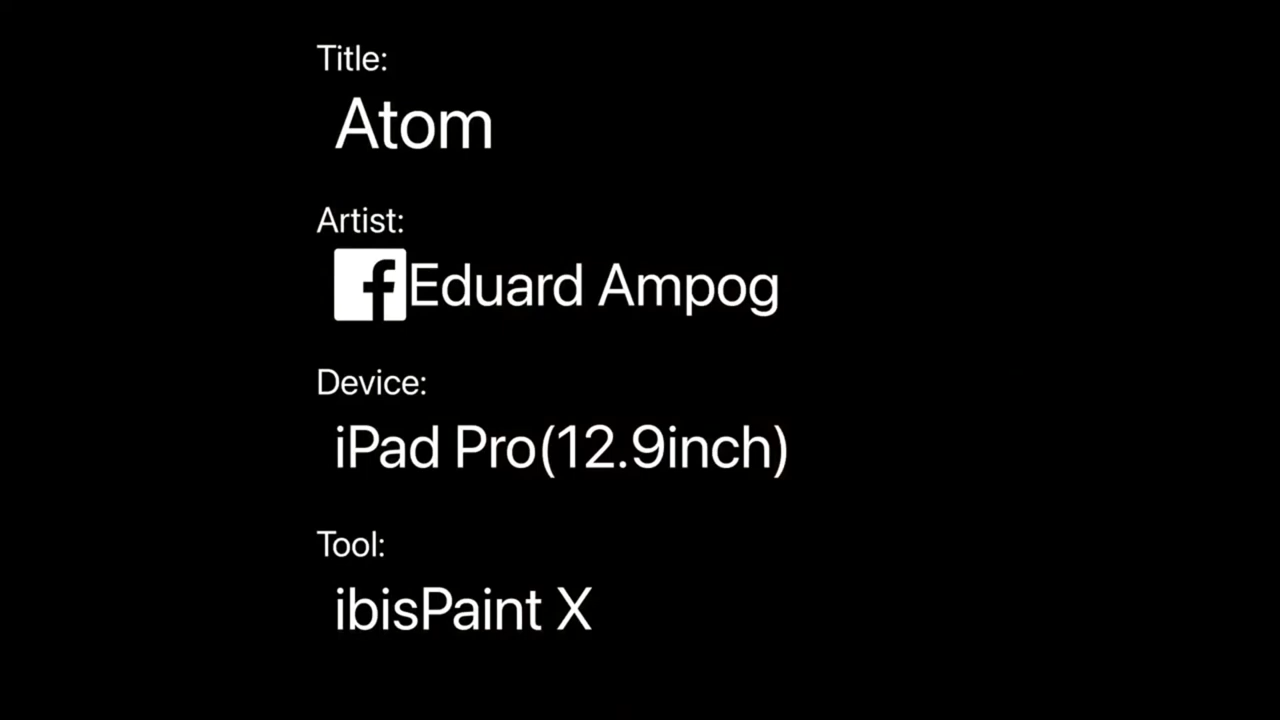 Title:
Atom
Artist:
Eduard Ampog
Device:
iPad Pro(12.9inch)
Tool:
ibisPaint X